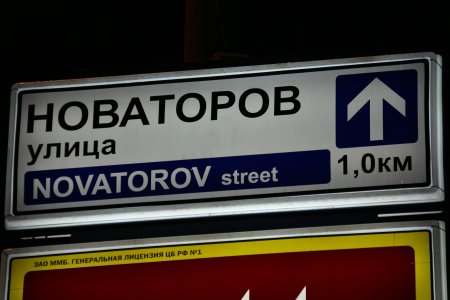 НОВАТОРОВ
улица
NOVATOROV street
1,0км
ЗАО ММБ. ГЕНЕРАЛЬНАЯ ЛИЦЕНЗИЯ ЦБ РФ №1